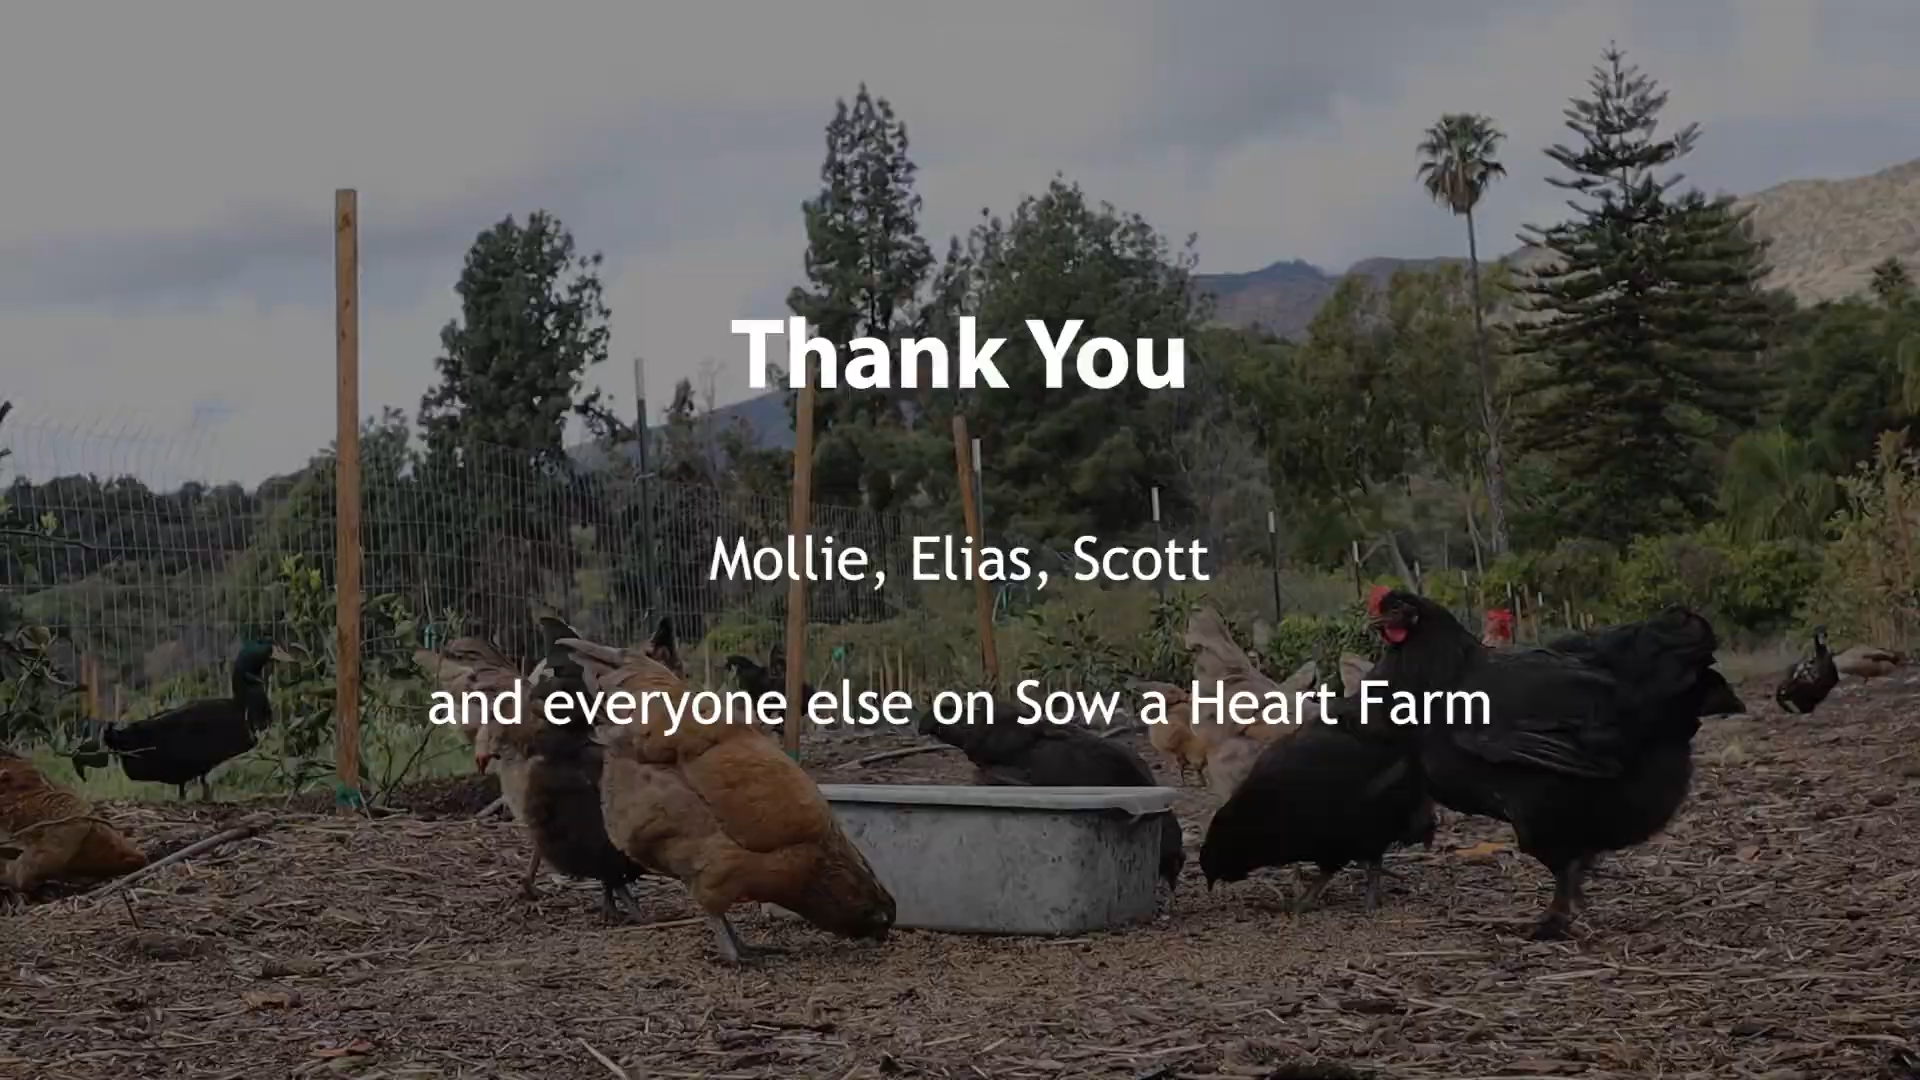 Thank You
Mollie, Elias, Scott
and everyone else on Sow a Heart Farm